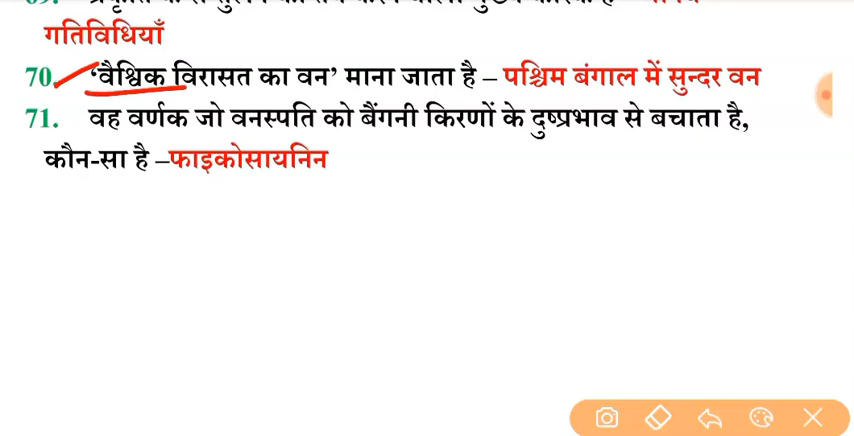 गतिविधियाँ
70. 'वैश्विक विरासत का वन' माना जाता है – पश्चिम बंगाल में सुन्दर वन
71. वह वर्णक जो वनस्पति को बैंगनी किरणों के दुष्प्रभाव से बचाता है,
कौन-सा है –फाइकोसायनिन